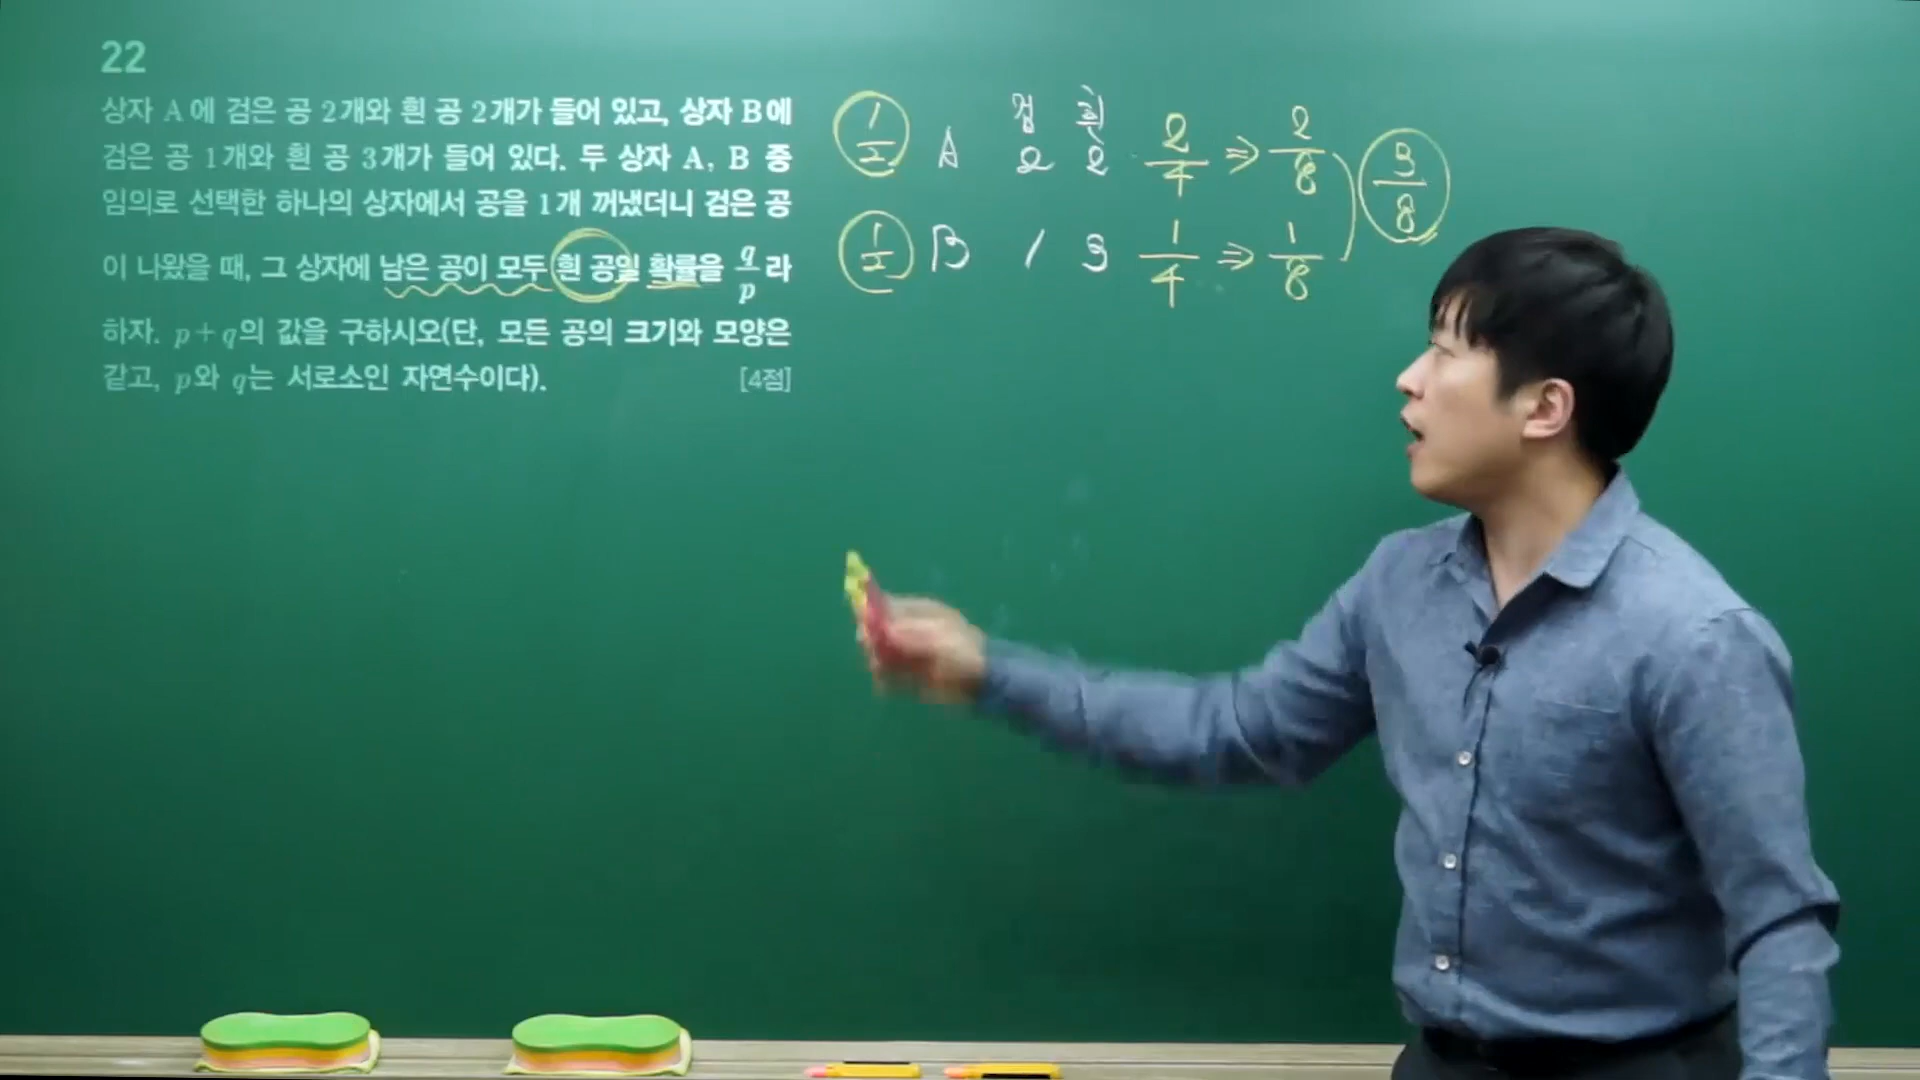 22
상자 A에 검은 공 2개와 흰 공 2개가 들어 있고, 상자 B에
검은 공 1개와 흰 공 3개가 들어 있다. 두 상자 A, B 중
임의로 선택한 하나의 상자에서 공을 1개 꺼냈더니 검은 공
이 나왔을 때, 그 상자에 남은 공이 모두 흰 공일 확률을 q/p라
하자. p+q의 값을 구하시오(단, 모든 공의 크기와 모양은
같고, p와 q는 서로소인 자연수이다). [4점]
검 흰
1/2 A 2 2 2/4 ⇒ 2/8
1/2 B 1 3 1/4 ⇒ 1/8
3/8